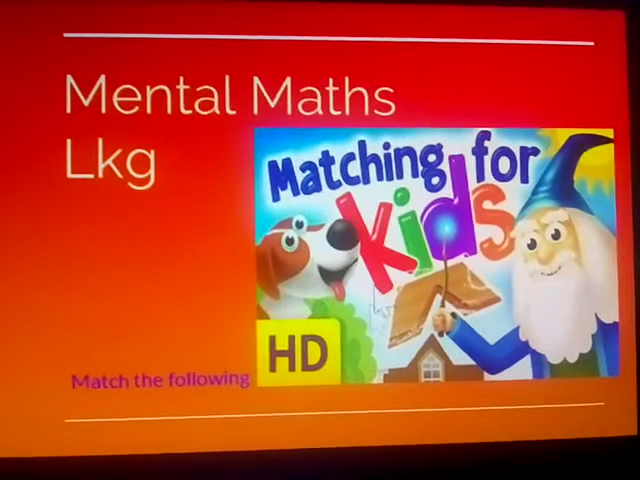 Mental Maths
Lkg
Matching for
kids
HD
Match the following